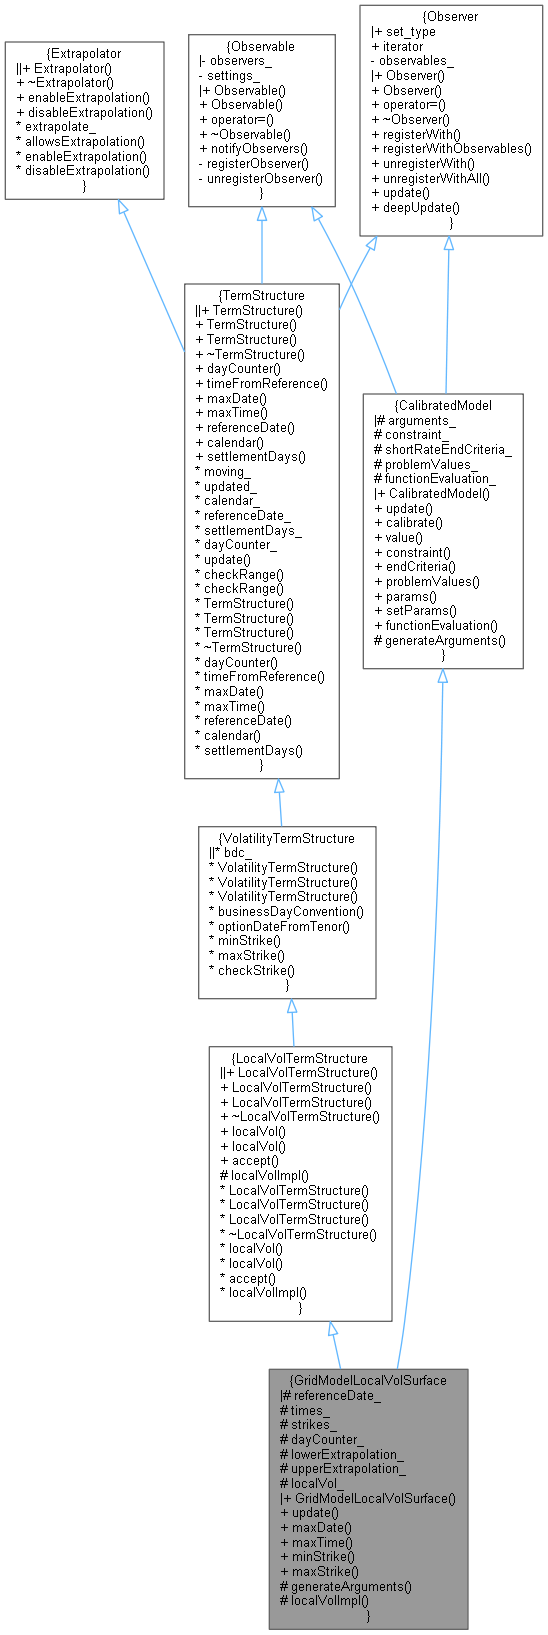 {Extrapolator
||+ Extrapolator()
+ ~Extrapolator()
+ enableExtrapolation()
+ disableExtrapolation()
* extrapolate_
* allowsExtrapolation()
* enableExtrapolation()
* disableExtrapolation()
}
{Observable
|- observers_
- settings_
|+ Observable()
+ Observable()
+ operator=()
+ ~Observable()
+ notifyObservers()
- registerObserver()
- unregisterObserver()
}
{Observer
|+ set_type
+ iterator
- observables_
|+ Observer()
+ Observer()
+ operator=()
+ ~Observer()
+ registerWith()
+ registerWithObservables()
+ unregisterWith()
+ unregisterWithAll()
+ update()
+ deepUpdate()
}
{TermStructure
||+ TermStructure()
+ TermStructure()
+ TermStructure()
+ ~TermStructure()
+ dayCounter()
+ timeFromReference()
+ maxDate()
+ maxTime()
+ referenceDate()
+ calendar()
+ settlementDays()
* moving_
* updated_
* calendar_
* referenceDate_
* settlementDays_
* dayCounter_
* update()
* checkRange()
* checkRange()
* TermStructure()
* TermStructure()
* TermStructure()
* ~TermStructure()
* dayCounter()
* timeFromReference()
* maxDate()
* maxTime()
* referenceDate()
* calendar()
* settlementDays()
}
{CalibratedModel
|# arguments_
# constraint_
# shortRateEndCriteria_
# problemValues_
# functionEvaluation_
|+ CalibratedModel()
+ update()
+ calibrate()
+ value()
+ constraint()
+ endCriteria()
+ problemValues()
+ params()
+ setParams()
+ functionEvaluation()
# generateArguments()
}
{VolatilityTermStructure
||* bdc_
* VolatilityTermStructure()
* VolatilityTermStructure()
* VolatilityTermStructure()
* businessDayConvention()
* optionDateFromTenor()
* minStrike()
* maxStrike()
* checkStrike()
}
{LocalVolTermStructure
||+ LocalVolTermStructure()
+ LocalVolTermStructure()
+ LocalVolTermStructure()
+ ~LocalVolTermStructure()
+ localVol()
+ localVol()
+ accept()
# localVolImpl()
* LocalVolTermStructure()
* LocalVolTermStructure()
* LocalVolTermStructure()
* ~LocalVolTermStructure()
* localVol()
* localVol()
* accept()
* localVolImpl()
}
{GridModelLocalVolSurface
|# referenceDate_
# times_
# strikes_
# dayCounter_
# lowerExtrapolation_
# upperExtrapolation_
# localVol_
|+ GridModelLocalVolSurface()
+ update()
+ maxDate()
+ maxTime()
+ minStrike()
+ maxStrike()
# generateArguments()
# localVolImpl()
}